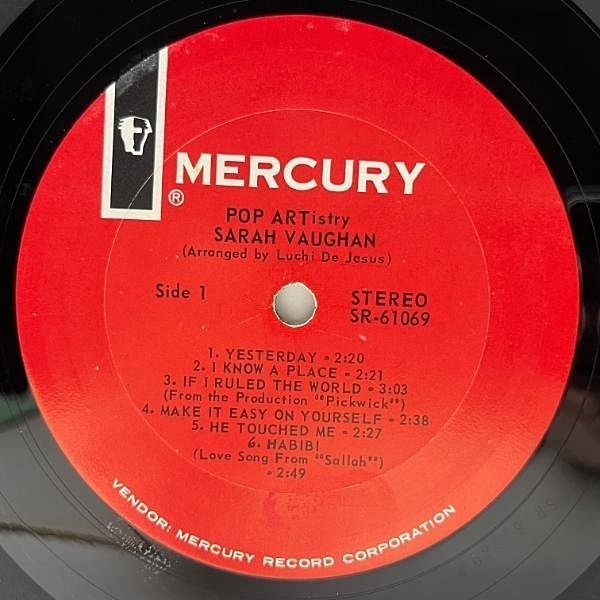 MERCURY
®
POP ARTistry
SARAH VAUGHAN
(Arranged by Luchi De Jesus)
Side 1
STEREO
SR-61069
1. YESTERDAY - 2:20
2. I KNOW A PLACE - 2:21
3. IF I RULED THE WORLD - 3:03
(From the Production "Pickwick")
4. MAKE IT EASY ON YOURSELF - 2:38
5. HE TOUCHED ME - 2:27
6. HABIBI
(Love Song From "Sallah")
- 2:49
VENDOR: MERCURY RECORD CORPORATION